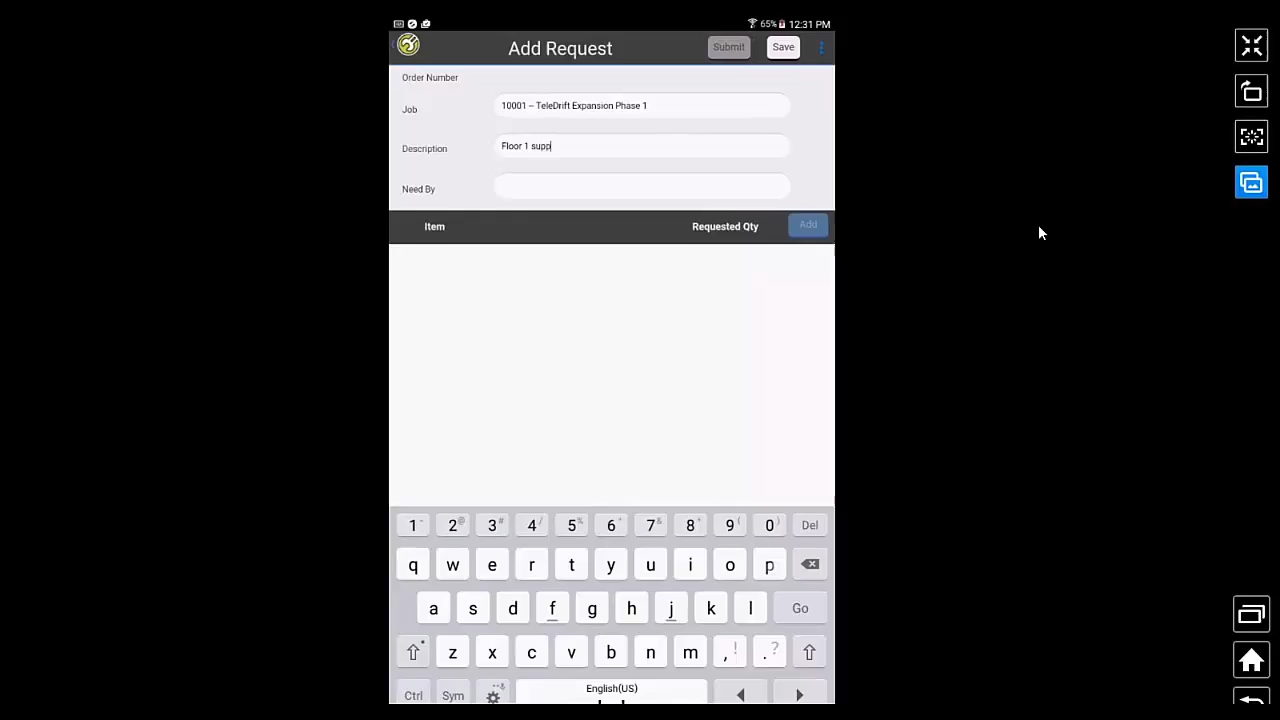 65% 12:31 PM
Add Request
Submit
Save
Order Number
Job
10001 – TeleDrift Expansion Phase 1
Description
Floor 1 supp
Need By
Item
Requested Qty
Add
1 - 2 @ 3 # 4 / 5 % 6 ^ 7 & 8 * 9 ( 0 ) Del
q w e r t y u i o p
a s d f g h j k l Go
z x c v b n m , ! . ?
Ctrl Sym English(US)